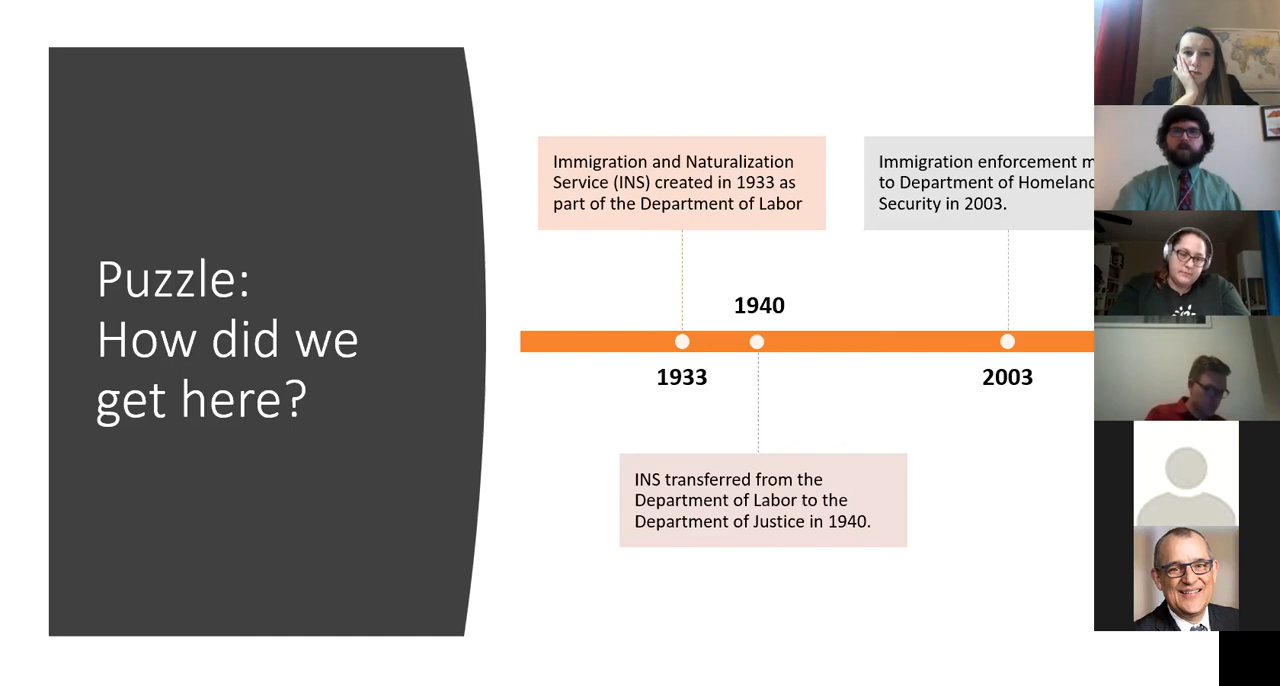 Puzzle:
How did we
get here?
Immigration and Naturalization
Service (INS) created in 1933 as
part of the Department of Labor
Immigration enforcement
to Department of Homeland
Security in 2003.
1940
1933
2003
INS transferred from the
Department of Labor to the
Department of Justice in 1940.